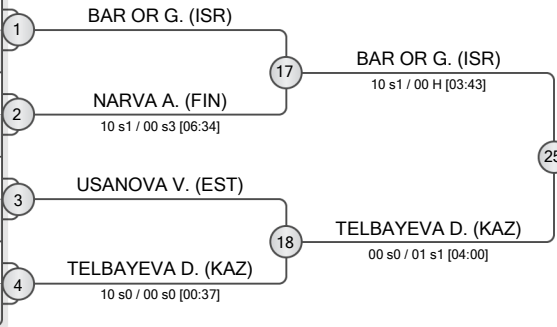 1
BAR OR G. (ISR)
17
BAR OR G. (ISR)
10 s1 / 00 H [03:43]
2
NARVA A. (FIN)
10 s1 / 00 s3 [06:34]
25
3
USANOVA V. (EST)
18
TELBAYEVA D. (KAZ)
00 s0 / 01 s1 [04:00]
4
TELBAYEVA D. (KAZ)
10 s0 / 00 s0 [00:37]